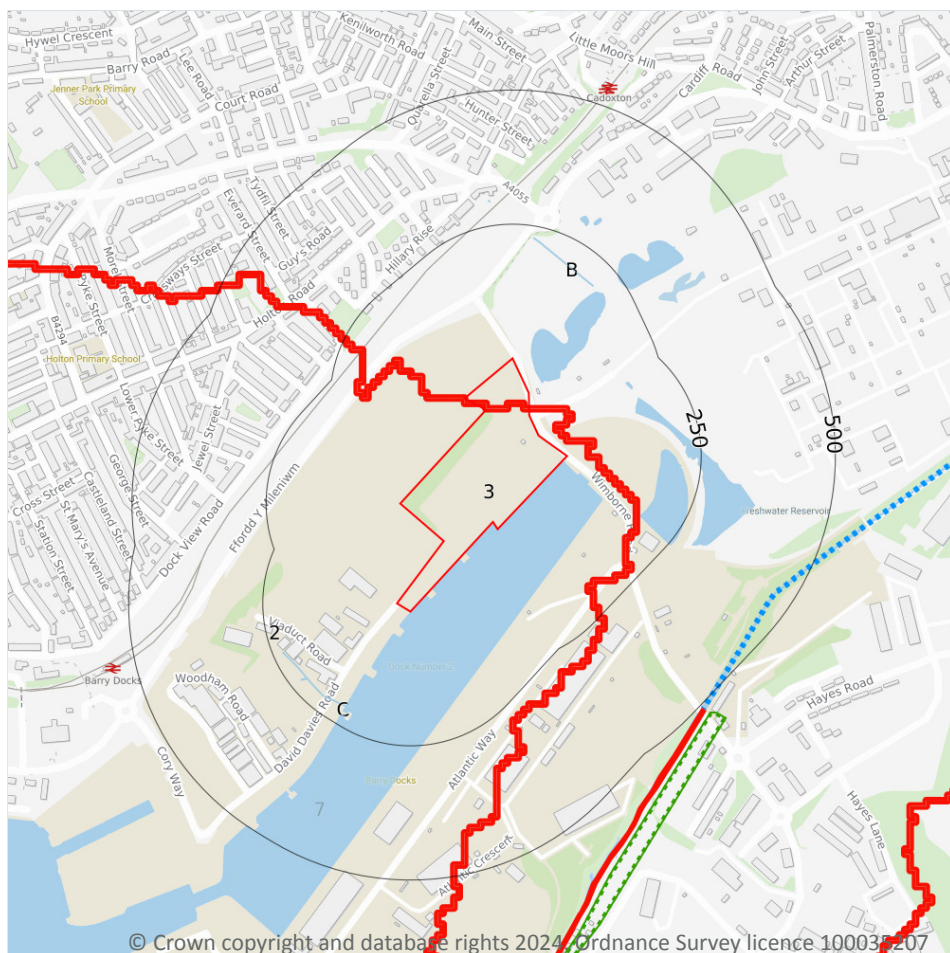 Hywel Crescent
Kenilworth Road
Main Street
Little Moors Hill
Palmerston Road
Barry Road
Lee Road
Court Road
Jenner Park Primary
School
Hunter Street
Cadoxton
Cardiff Road
John Street
Arthur Street
A4055
Tydfil Street
Everard Street
Guy's Road
Hillary Rise
B
Holton Road
B4294
Holton Primary School
Lower Pyke Street
Jewel Street
George Street
Castleland Street
St Mary's Avenue
Station Street
Cross Street
Dock View Road
Ffordd Y Mileniwm
250
500
3
Wimborne
Freshwater Reservoir
2
Viaduct Road
Dock Number 2
Barry Docks
Woodham Road
C
David Davies Road
Cory Way
Atlantic Way
Barry Docks
7
Atlantic Crescent
Hayes Road
Hayes Lane
© Crown copyright and database rights 2024. Ordnance Survey licence 100035207